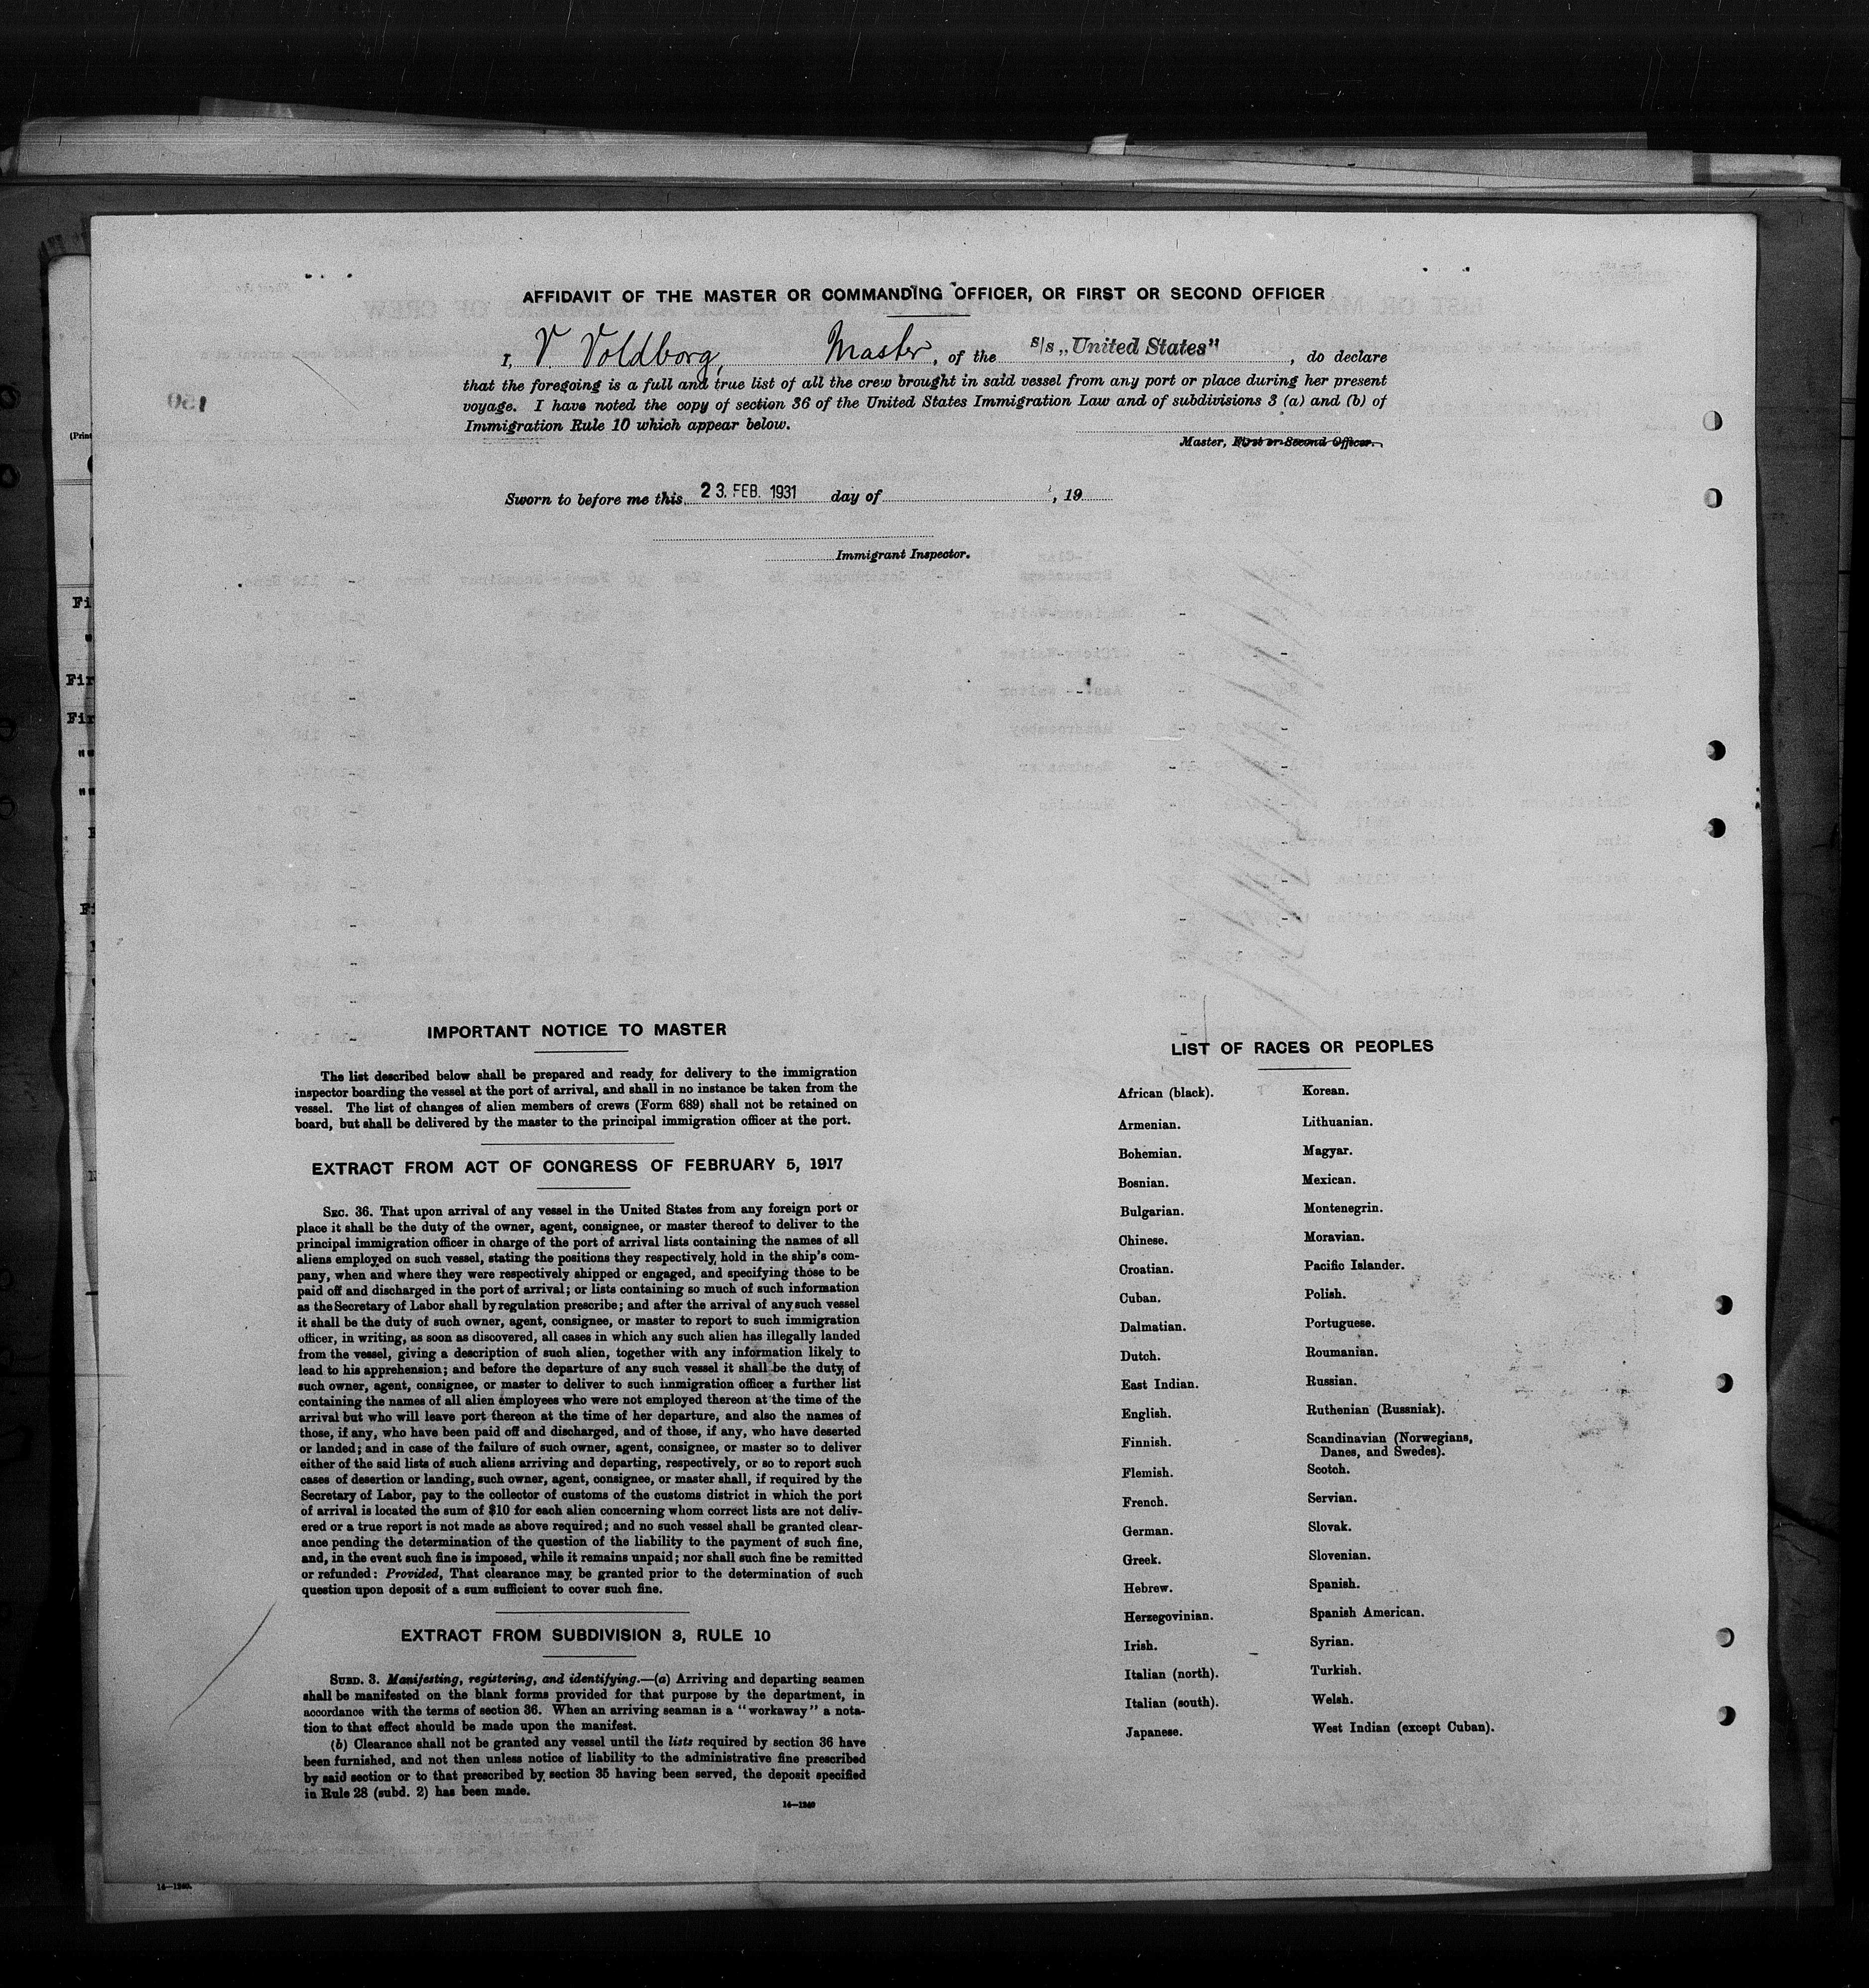 AFFIDAVIT OF THE MASTER OR COMMANDING OFFICER, OR FIRST OR SECOND OFFICER
I, V. Voldborg, Master, of the s/s „United States", do declare
that the foregoing is a full and true list of all the crew brought in said vessel from any port or place during her present
voyage. I have noted the copy of section 36 of the United States Immigration Law and of subdivisions 3 (a) and (b) of
Immigration Rule 10 which appear below.
Master, First or Second Officer.
Sworn to before me this 23. FEB. 1931 day of , 19
Immigrant Inspector.
IMPORTANT NOTICE TO MASTER
The list described below shall be prepared and ready for delivery to the immigration
inspector boarding the vessel at the port of arrival, and shall in no instance be taken from the
vessel. The list of changes of alien members of crews (Form 689) shall not be retained on
board, but shall be delivered by the master to the principal immigration officer at the port.
EXTRACT FROM ACT OF CONGRESS OF FEBRUARY 5, 1917
SEC. 36. That upon arrival of any vessel in the United States from any foreign port or
place it shall be the duty of the owner, agent, consignee, or master thereof to deliver to the
principal immigration officer in charge of the port of arrival lists containing the names of all
aliens employed on such vessel, stating the positions they respectively hold in the ship's com-
pany, when and where they were respectively shipped or engaged, and specifying those to be
paid off and discharged in the port of arrival; or lists containing so much of such information
as the Secretary of Labor shall by regulation prescribe; and after the arrival of any such vessel
it shall be the duty of such owner, agent, consignee, or master to report to such immigration
officer, in writing, as soon as discovered, all cases in which any such alien has illegally landed
from the vessel, giving a description of such alien, together with any information likely to
lead to his apprehension; and before the departure of any such vessel it shall be the duty of
such owner, agent, consignee, or master to deliver to such immigration officer a further list
containing the names of all alien employees who were not employed thereon at the time of the
arrival but who will leave port thereon at the time of her departure, and also the names of
those, if any, who have been paid off and discharged, and of those, if any, who have deserted
or landed; and in case of the failure of such owner, agent, consignee, or master so to deliver
either of the said lists of such aliens arriving and departing, respectively, or so to report such
cases of desertion or landing, such owner, agent, consignee, or master shall, if required by the
Secretary of Labor, pay to the collector of customs of the customs district in which the port
of arrival is located the sum of $10 for each alien concerning whom correct lists are not deliv-
ered or a true report is not made as above required; and no such vessel shall be granted clear-
ance pending the determination of the question of the liability to the payment of such fine,
and, in the event such fine is imposed, while it remains unpaid; nor shall such fine be remitted
or refunded: Provided, That clearance may be granted prior to the determination of such
question upon deposit of a sum sufficient to cover such fine.
EXTRACT FROM SUBDIVISION 3, RULE 10
SUBD. 3. Manifesting, registering, and identifying.—(a) Arriving and departing seamen
shall be manifested on the blank forms provided for that purpose by the department, in
accordance with the terms of section 36. When an arriving seaman is a "workaway" a nota-
tion to that effect should be made upon the manifest.
(b) Clearance shall not be granted any vessel until the lists required by section 36 have
been furnished, and not then unless notice of liability to the administrative fine prescribed
by said section or to that prescribed by section 35 having been served, the deposit specified
in Rule 28 (subd. 2) has been made.
14—1240
LIST OF RACES OR PEOPLES
African (black).
Armenian.
Bohemian.
Bosnian.
Bulgarian.
Chinese.
Croatian.
Cuban.
Dalmatian.
Dutch.
East Indian.
English.
Finnish.
Flemish.
French.
German.
Greek.
Hebrew.
Herzegovinian.
Irish.
Italian (north).
Italian (south).
Japanese.
Korean.
Lithuanian.
Magyar.
Mexican.
Montenegrin.
Moravian.
Pacific Islander.
Polish.
Portuguese.
Roumanian.
Russian.
Ruthenian (Russniak).
Scandinavian (Norwegians,
Danes, and Swedes).
Scotch.
Servian.
Slovak.
Slovenian.
Spanish.
Spanish American.
Syrian.
Turkish.
Welsh.
West Indian (except Cuban).
14—1240.